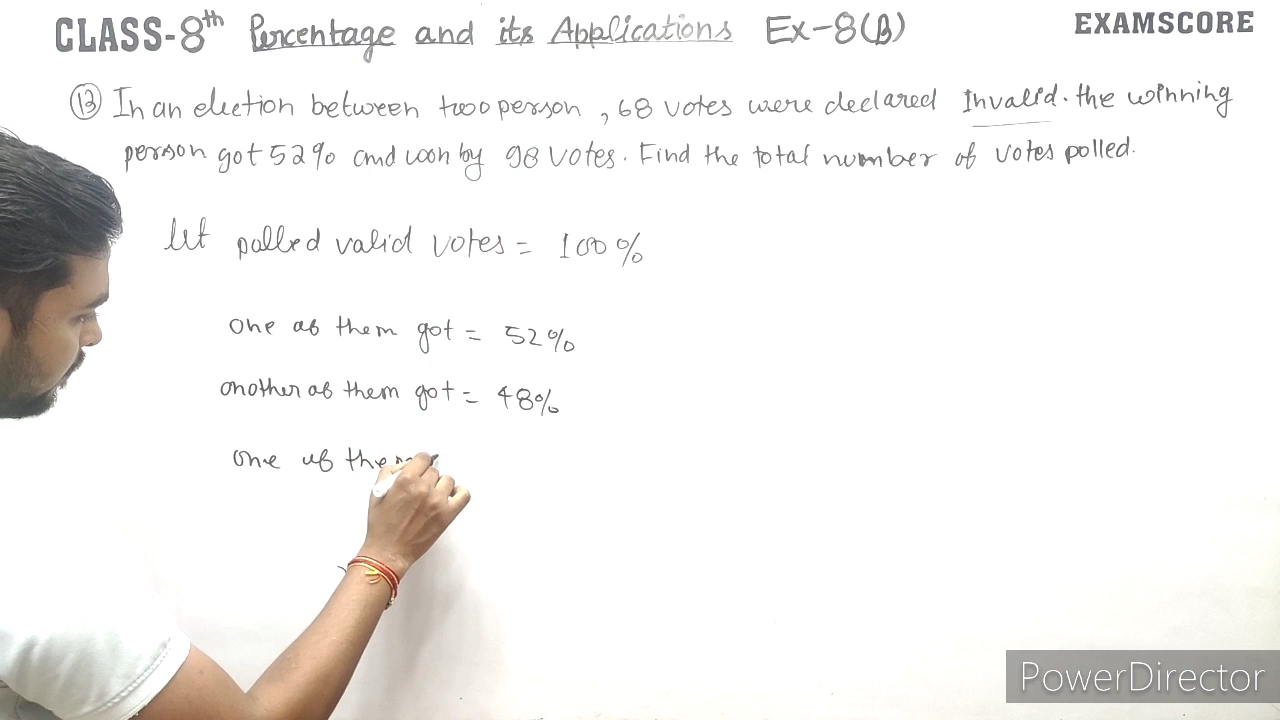 CLASS-8th Percentage and its Applications Ex-8(B)
EXAMSCORE
13 In an election between two person, 68 votes were declared Invalid. the winning
person got 52% and won by 98 votes. Find the total number of votes polled.
let polled valid votes = 100%
one of them got = 52%
another of them got = 48%
one of them
PowerDirector